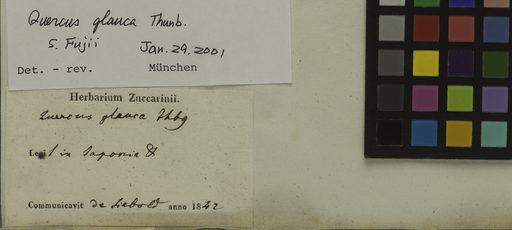 Quercus glauca Thunb.
S. Fujii Jan. 29. 2001
Det. - rev. München
Herbarium Zuccarinii.
Quercus glauca Thbg
Legit in Japonia
Communicavit de Siebold anno 1842